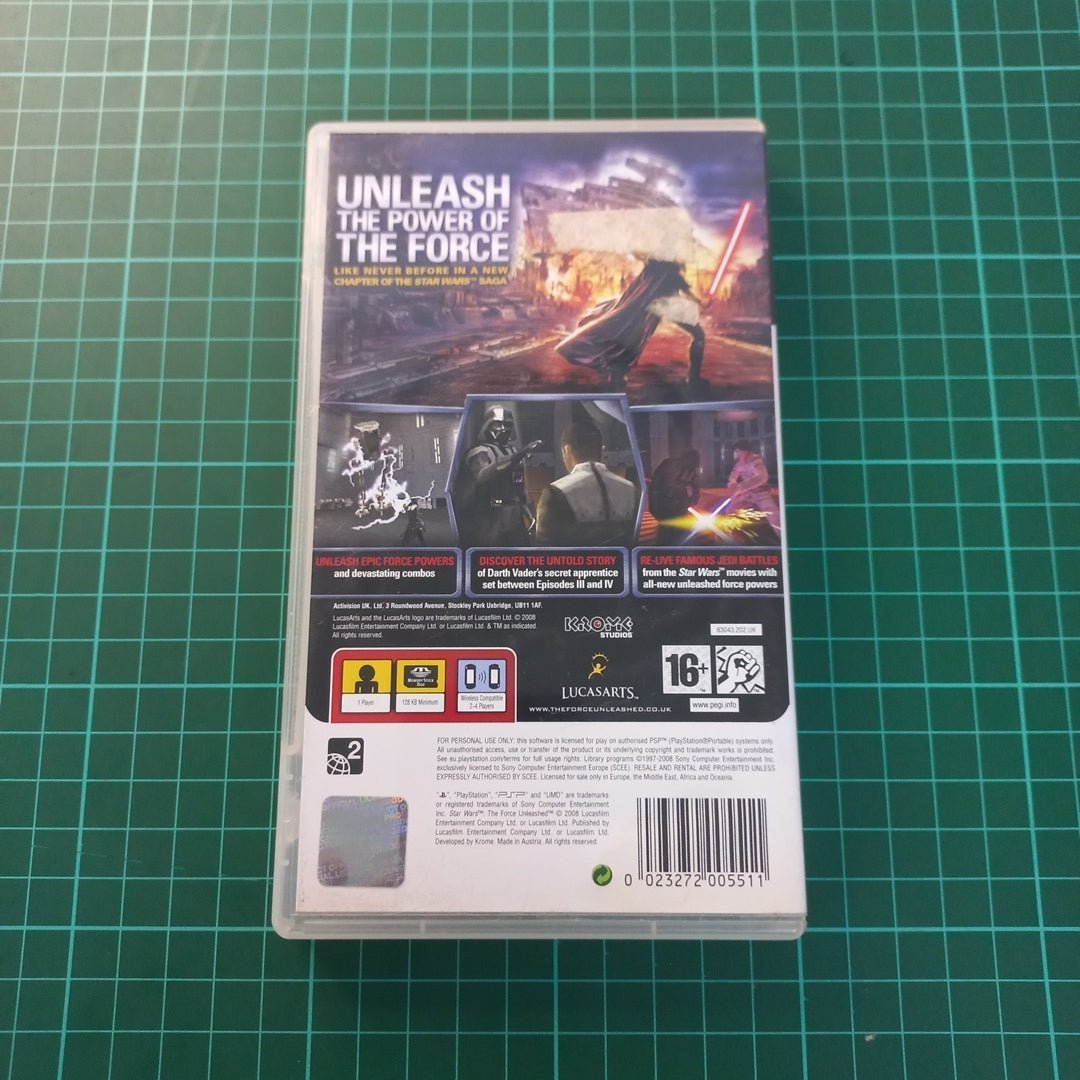 UNLEASH
THE POWER OF
THE FORCE
LIKE NEVER BEFORE IN A NEW
CHAPTER OF THE STAR WARS™ SAGA
UNLEASH EPIC FORCE POWERS
and devastating combos
DISCOVER THE UNTOLD STORY
of Darth Vader's secret apprentice
set between Episodes III and IV
RE-LIVE FAMOUS JEDI BATTLES
from the Star Wars™ movies with
all-new unleashed force powers
Activision UK. Ltd. 3 Roundwood Avenue, Stockley Park Uxbridge, UB11 1AF.
LucasArts and the LucasArts logo are trademarks of Lucasfilm Ltd. © 2008
Lucasfilm Entertainment Company Ltd. or Lucasfilm Ltd. & TM as indicated.
All rights reserved.
KROME
STUDIOS
83043.202.UK
1 Player
MEMORY STICK
DUO
128 KB Minimum
Wireless Compatible
2-4 Players
LUCASARTS™
WWW.THEFORCEUNLEASHED.CO.UK
16+
www.pegi.info
2
FOR PERSONAL USE ONLY: this software is licensed for play on authorised PSP™ (PlayStation®Portable) systems only.
All unauthorised access, use or transfer of the product or its underlying copyright and trademark works is prohibited.
See eu.playstation.com/terms for full usage rights. Library programs ©1997-2008 Sony Computer Entertainment Inc.
exclusively licensed to Sony Computer Entertainment Europe (SCEE). RESALE AND RENTAL ARE PROHIBITED UNLESS
EXPRESSLY AUTHORISED BY SCEE. Licensed for sale only in Europe, the Middle East, Africa and Oceania.
" ", "PlayStation", "PSP" and "UMD" are trademarks
or registered trademarks of Sony Computer Entertainment
Inc. Star Wars™. The Force Unleashed™ © 2008 Lucasfilm
Entertainment Company Ltd. or Lucasfilm Ltd. Published by
Lucasfilm Entertainment Company Ltd. or Lucasfilm Ltd.
Developed by Krome. Made in Austria. All rights reserved.
0 023272 005511